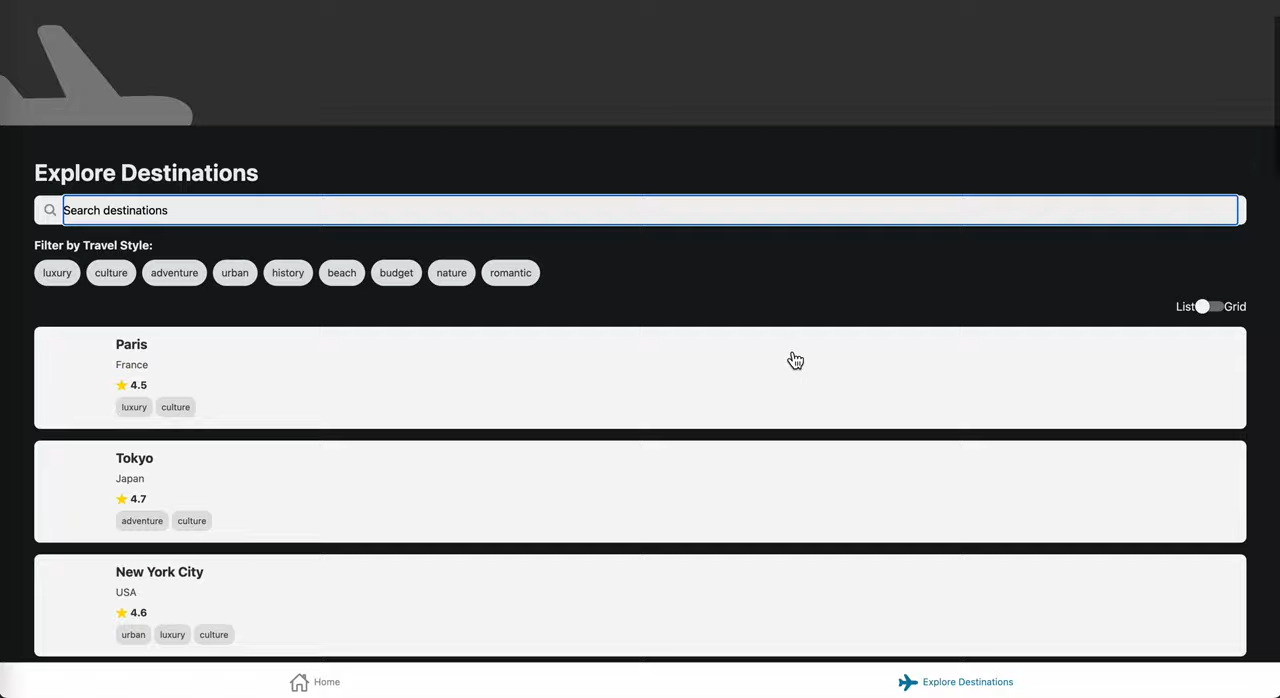 Explore Destinations
Search destinations
Filter by Travel Style:
luxury culture adventure urban history beach budget nature romantic
List Grid
Paris
France
4.5
luxury culture
Tokyo
Japan
4.7
adventure culture
New York City
USA
4.6
urban luxury culture
Home Explore Destinations